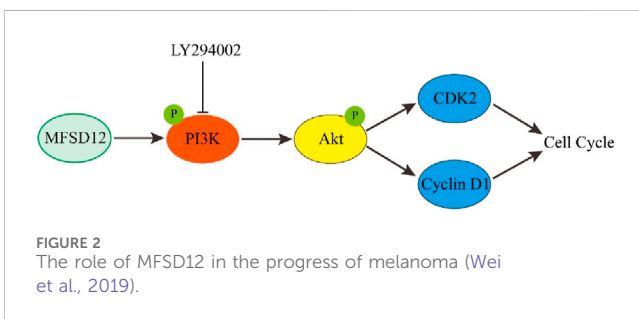 LY294002
P
P
CDK2
MFSD12
PI3K
Akt
Cell Cycle
Cyclin D1
FIGURE 2
The role of MFSD12 in the progress of melanoma (Wei
et al., 2019).